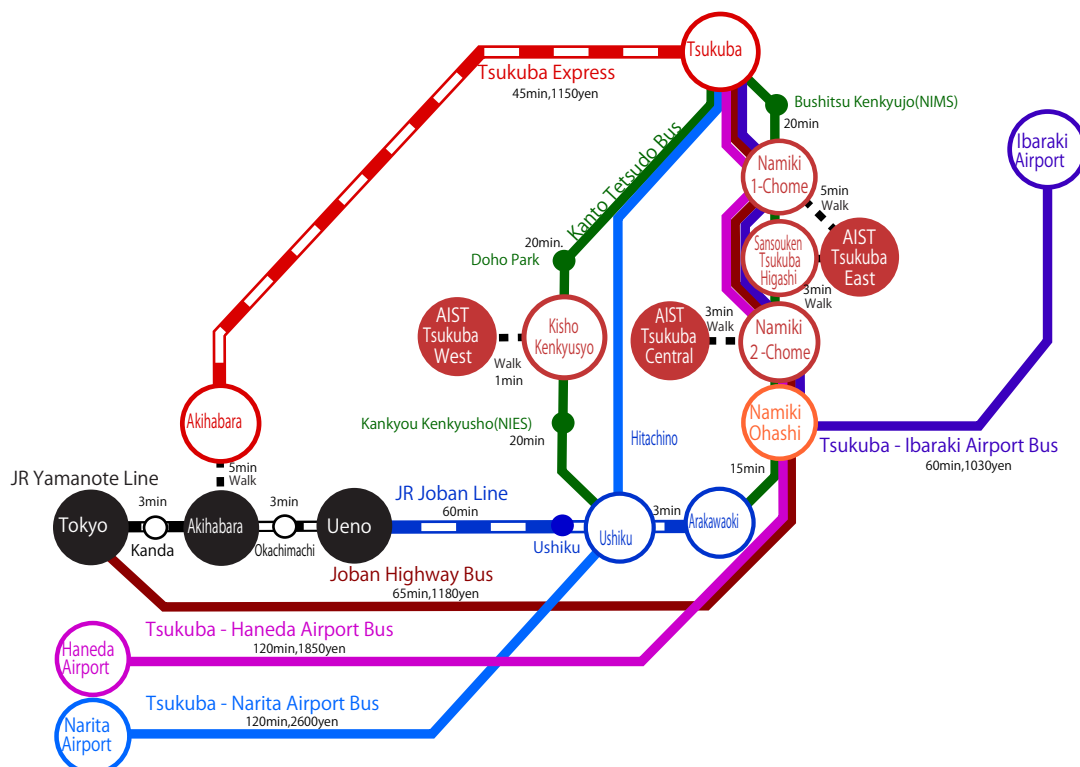 Tsukuba
Tsukuba Express
45min,1150yen
Bushitsu Kenkyujo(NIMS)
20min
Ibaraki
Airport
Kanto Tetsudo Bus
Namiki
1-Chome
5min
Walk
20min.
Doho Park
Sansouken
Tsukuba
Higashi
AIST
Tsukuba
East
3min
Walk
AIST
Tsukuba
West
Walk
1min
Kisho
Kenkyusyo
AIST
Tsukuba
Central
3min
Walk
Namiki
2 -Chome
Akihabara
Kankyou Kenkyusho(NIES)
20min
Hitachino
Namiki
Ohashi
Tsukuba - Ibaraki Airport Bus
60min,1030yen
5min
Walk
15min
JR Yamanote Line
3min
3min
JR Joban Line
60min
3min
Tokyo
Kanda
Akihabara
Okachimachi
Ueno
Ushiku
Ushiku
Arakawaoki
Joban Highway Bus
65min,1180yen
Tsukuba - Haneda Airport Bus
120min,1850yen
Haneda
Airport
Tsukuba - Narita Airport Bus
120min,2600yen
Narita
Airport